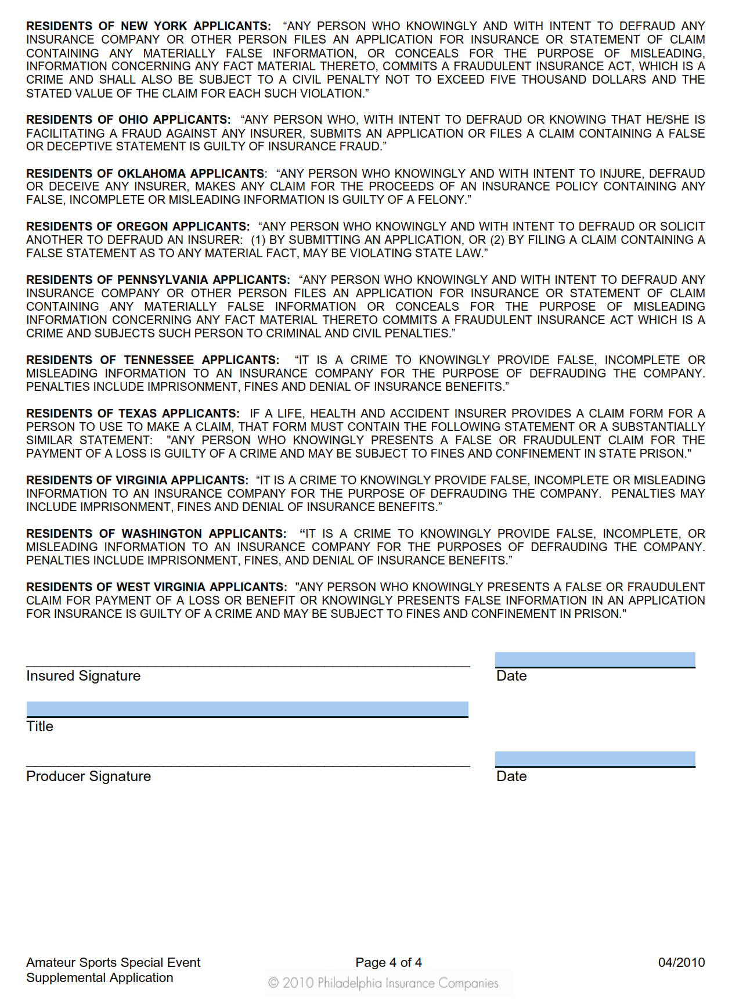 RESIDENTS OF NEW YORK APPLICANTS: “ANY PERSON WHO KNOWINGLY AND WITH INTENT TO DEFRAUD ANY
INSURANCE COMPANY OR OTHER PERSON FILES AN APPLICATION FOR INSURANCE OR STATEMENT OF CLAIM
CONTAINING ANY MATERIALLY FALSE INFORMATION, OR CONCEALS FOR THE PURPOSE OF MISLEADING,
INFORMATION CONCERNING ANY FACT MATERIAL THERETO, COMMITS A FRAUDULENT INSURANCE ACT, WHICH IS A
CRIME AND SHALL ALSO BE SUBJECT TO A CIVIL PENALTY NOT TO EXCEED FIVE THOUSAND DOLLARS AND THE
STATED VALUE OF THE CLAIM FOR EACH SUCH VIOLATION.”
RESIDENTS OF OHIO APPLICANTS: “ANY PERSON WHO, WITH INTENT TO DEFRAUD OR KNOWING THAT HE/SHE IS
FACILITATING A FRAUD AGAINST ANY INSURER, SUBMITS AN APPLICATION OR FILES A CLAIM CONTAINING A FALSE
OR DECEPTIVE STATEMENT IS GUILTY OF INSURANCE FRAUD.”
RESIDENTS OF OKLAHOMA APPLICANTS: “ANY PERSON WHO KNOWINGLY AND WITH INTENT TO INJURE, DEFRAUD
OR DECEIVE ANY INSURER, MAKES ANY CLAIM FOR THE PROCEEDS OF AN INSURANCE POLICY CONTAINING ANY
FALSE, INCOMPLETE OR MISLEADING INFORMATION IS GUILTY OF A FELONY.”
RESIDENTS OF OREGON APPLICANTS: “ANY PERSON WHO KNOWINGLY AND WITH INTENT TO DEFRAUD OR SOLICIT
ANOTHER TO DEFRAUD AN INSURER: (1) BY SUBMITTING AN APPLICATION, OR (2) BY FILING A CLAIM CONTAINING A
FALSE STATEMENT AS TO ANY MATERIAL FACT, MAY BE VIOLATING STATE LAW.”
RESIDENTS OF PENNSYLVANIA APPLICANTS: “ANY PERSON WHO KNOWINGLY AND WITH INTENT TO DEFRAUD ANY
INSURANCE COMPANY OR OTHER PERSON FILES AN APPLICATION FOR INSURANCE OR STATEMENT OF CLAIM
CONTAINING ANY MATERIALLY FALSE INFORMATION OR CONCEALS FOR THE PURPOSE OF MISLEADING
INFORMATION CONCERNING ANY FACT MATERIAL THERETO COMMITS A FRAUDULENT INSURANCE ACT WHICH IS A
CRIME AND SUBJECTS SUCH PERSON TO CRIMINAL AND CIVIL PENALTIES.”
RESIDENTS OF TENNESSEE APPLICANTS: “IT IS A CRIME TO KNOWINGLY PROVIDE FALSE, INCOMPLETE OR
MISLEADING INFORMATION TO AN INSURANCE COMPANY FOR THE PURPOSE OF DEFRAUDING THE COMPANY.
PENALTIES INCLUDE IMPRISONMENT, FINES AND DENIAL OF INSURANCE BENEFITS.”
RESIDENTS OF TEXAS APPLICANTS: IF A LIFE, HEALTH AND ACCIDENT INSURER PROVIDES A CLAIM FORM FOR A
PERSON TO USE TO MAKE A CLAIM, THAT FORM MUST CONTAIN THE FOLLOWING STATEMENT OR A SUBSTANTIALLY
SIMILAR STATEMENT: "ANY PERSON WHO KNOWINGLY PRESENTS A FALSE OR FRAUDULENT CLAIM FOR THE
PAYMENT OF A LOSS IS GUILTY OF A CRIME AND MAY BE SUBJECT TO FINES AND CONFINEMENT IN STATE PRISON."
RESIDENTS OF VIRGINIA APPLICANTS: “IT IS A CRIME TO KNOWINGLY PROVIDE FALSE, INCOMPLETE OR MISLEADING
INFORMATION TO AN INSURANCE COMPANY FOR THE PURPOSE OF DEFRAUDING THE COMPANY. PENALTIES MAY
INCLUDE IMPRISONMENT, FINES AND DENIAL OF INSURANCE BENEFITS.”
RESIDENTS OF WASHINGTON APPLICANTS: “IT IS A CRIME TO KNOWINGLY PROVIDE FALSE, INCOMPLETE, OR
MISLEADING INFORMATION TO AN INSURANCE COMPANY FOR THE PURPOSES OF DEFRAUDING THE COMPANY.
PENALTIES INCLUDE IMPRISONMENT, FINES, AND DENIAL OF INSURANCE BENEFITS.”
RESIDENTS OF WEST VIRGINIA APPLICANTS: "ANY PERSON WHO KNOWINGLY PRESENTS A FALSE OR FRAUDULENT
CLAIM FOR PAYMENT OF A LOSS OR BENEFIT OR KNOWINGLY PRESENTS FALSE INFORMATION IN AN APPLICATION
FOR INSURANCE IS GUILTY OF A CRIME AND MAY BE SUBJECT TO FINES AND CONFINEMENT IN PRISON."
Insured Signature Date
Title
Producer Signature Date
Amateur Sports Special Event Page 4 of 4 04/2010
Supplemental Application
© 2010 Philadelphia Insurance Companies